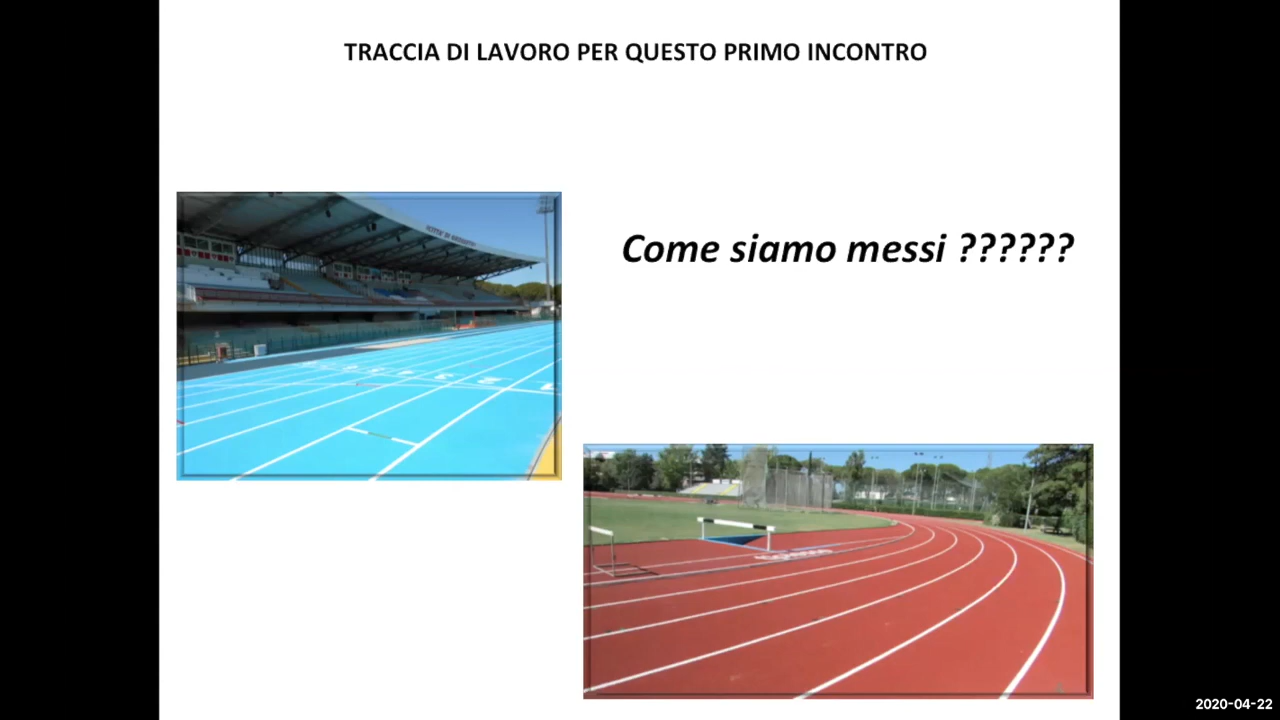 TRACCIA DI LAVORO PER QUESTO PRIMO INCONTRO
Come siamo messi ??????
2020-04-22